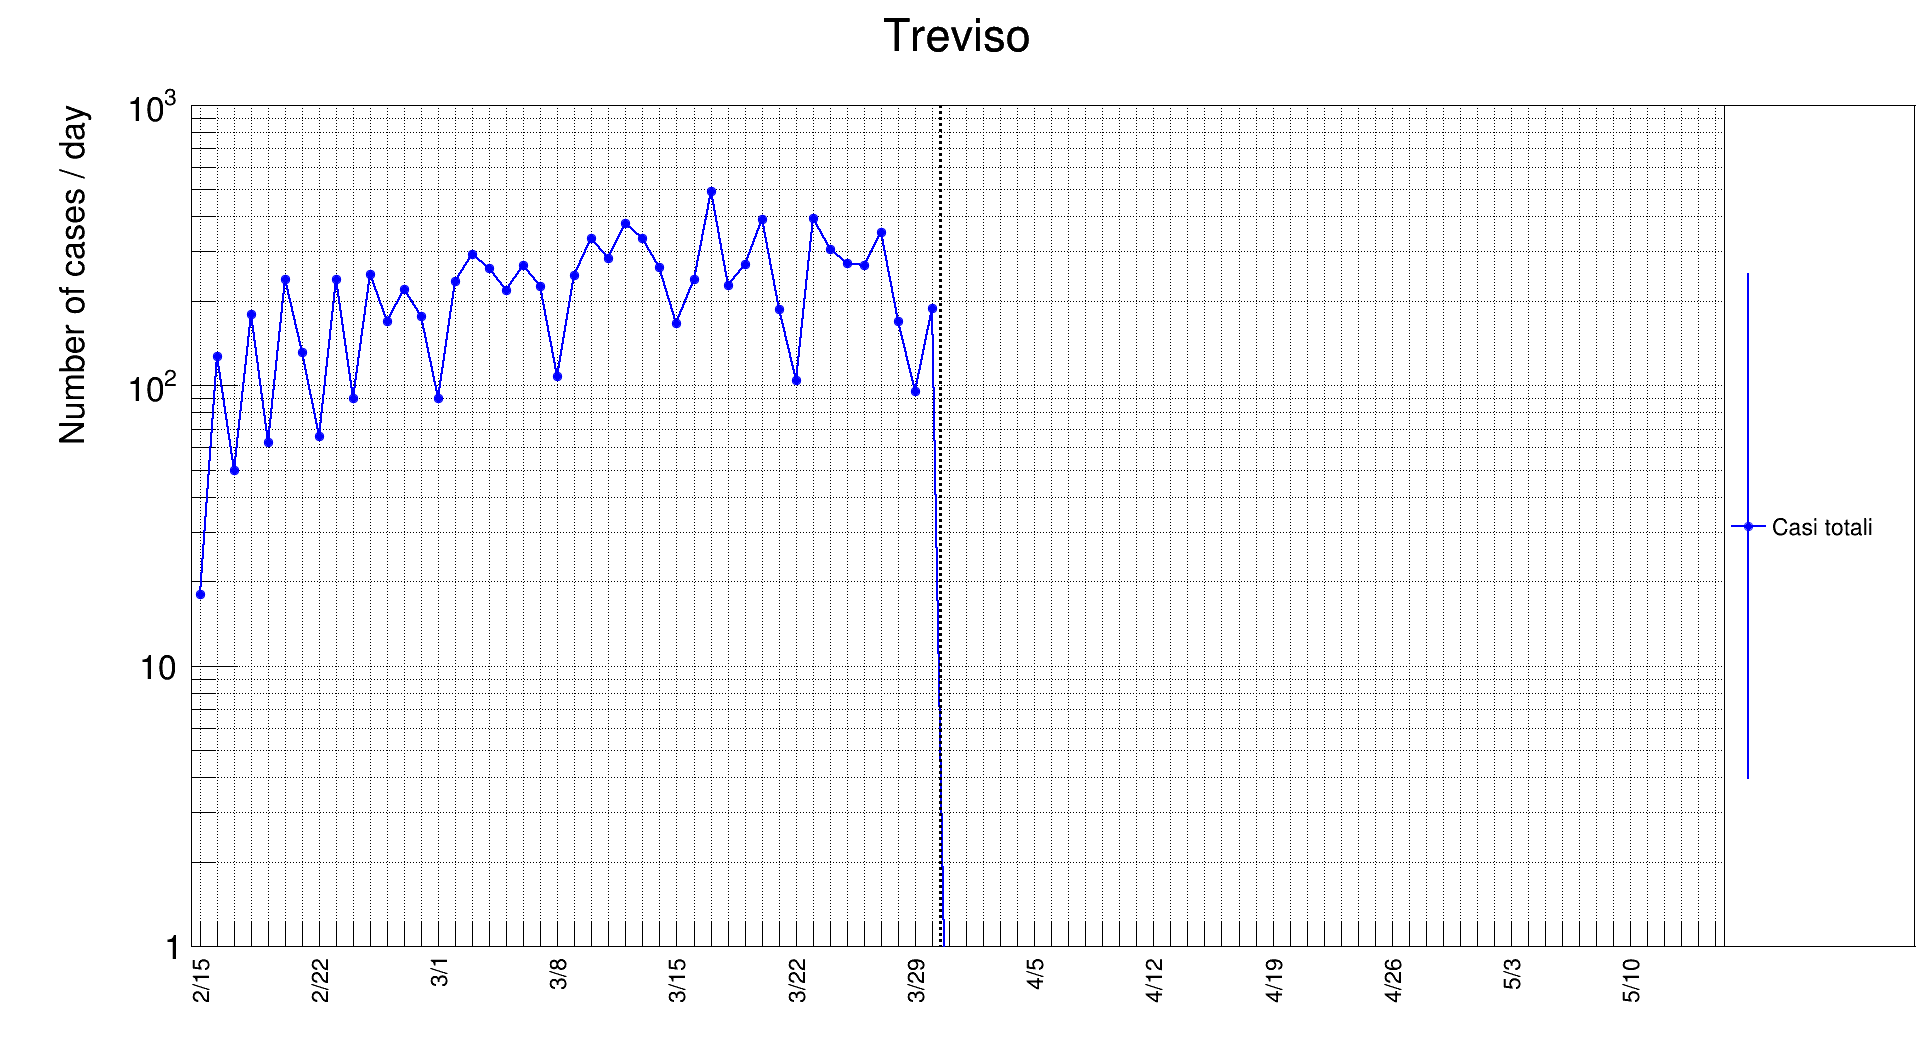 Treviso
Number of cases / day
10³
10²
10
1
2/15 2/22 3/1 3/8 3/15 3/22 3/29 4/5 4/12 4/19 4/26 5/3 5/10
Casi totali